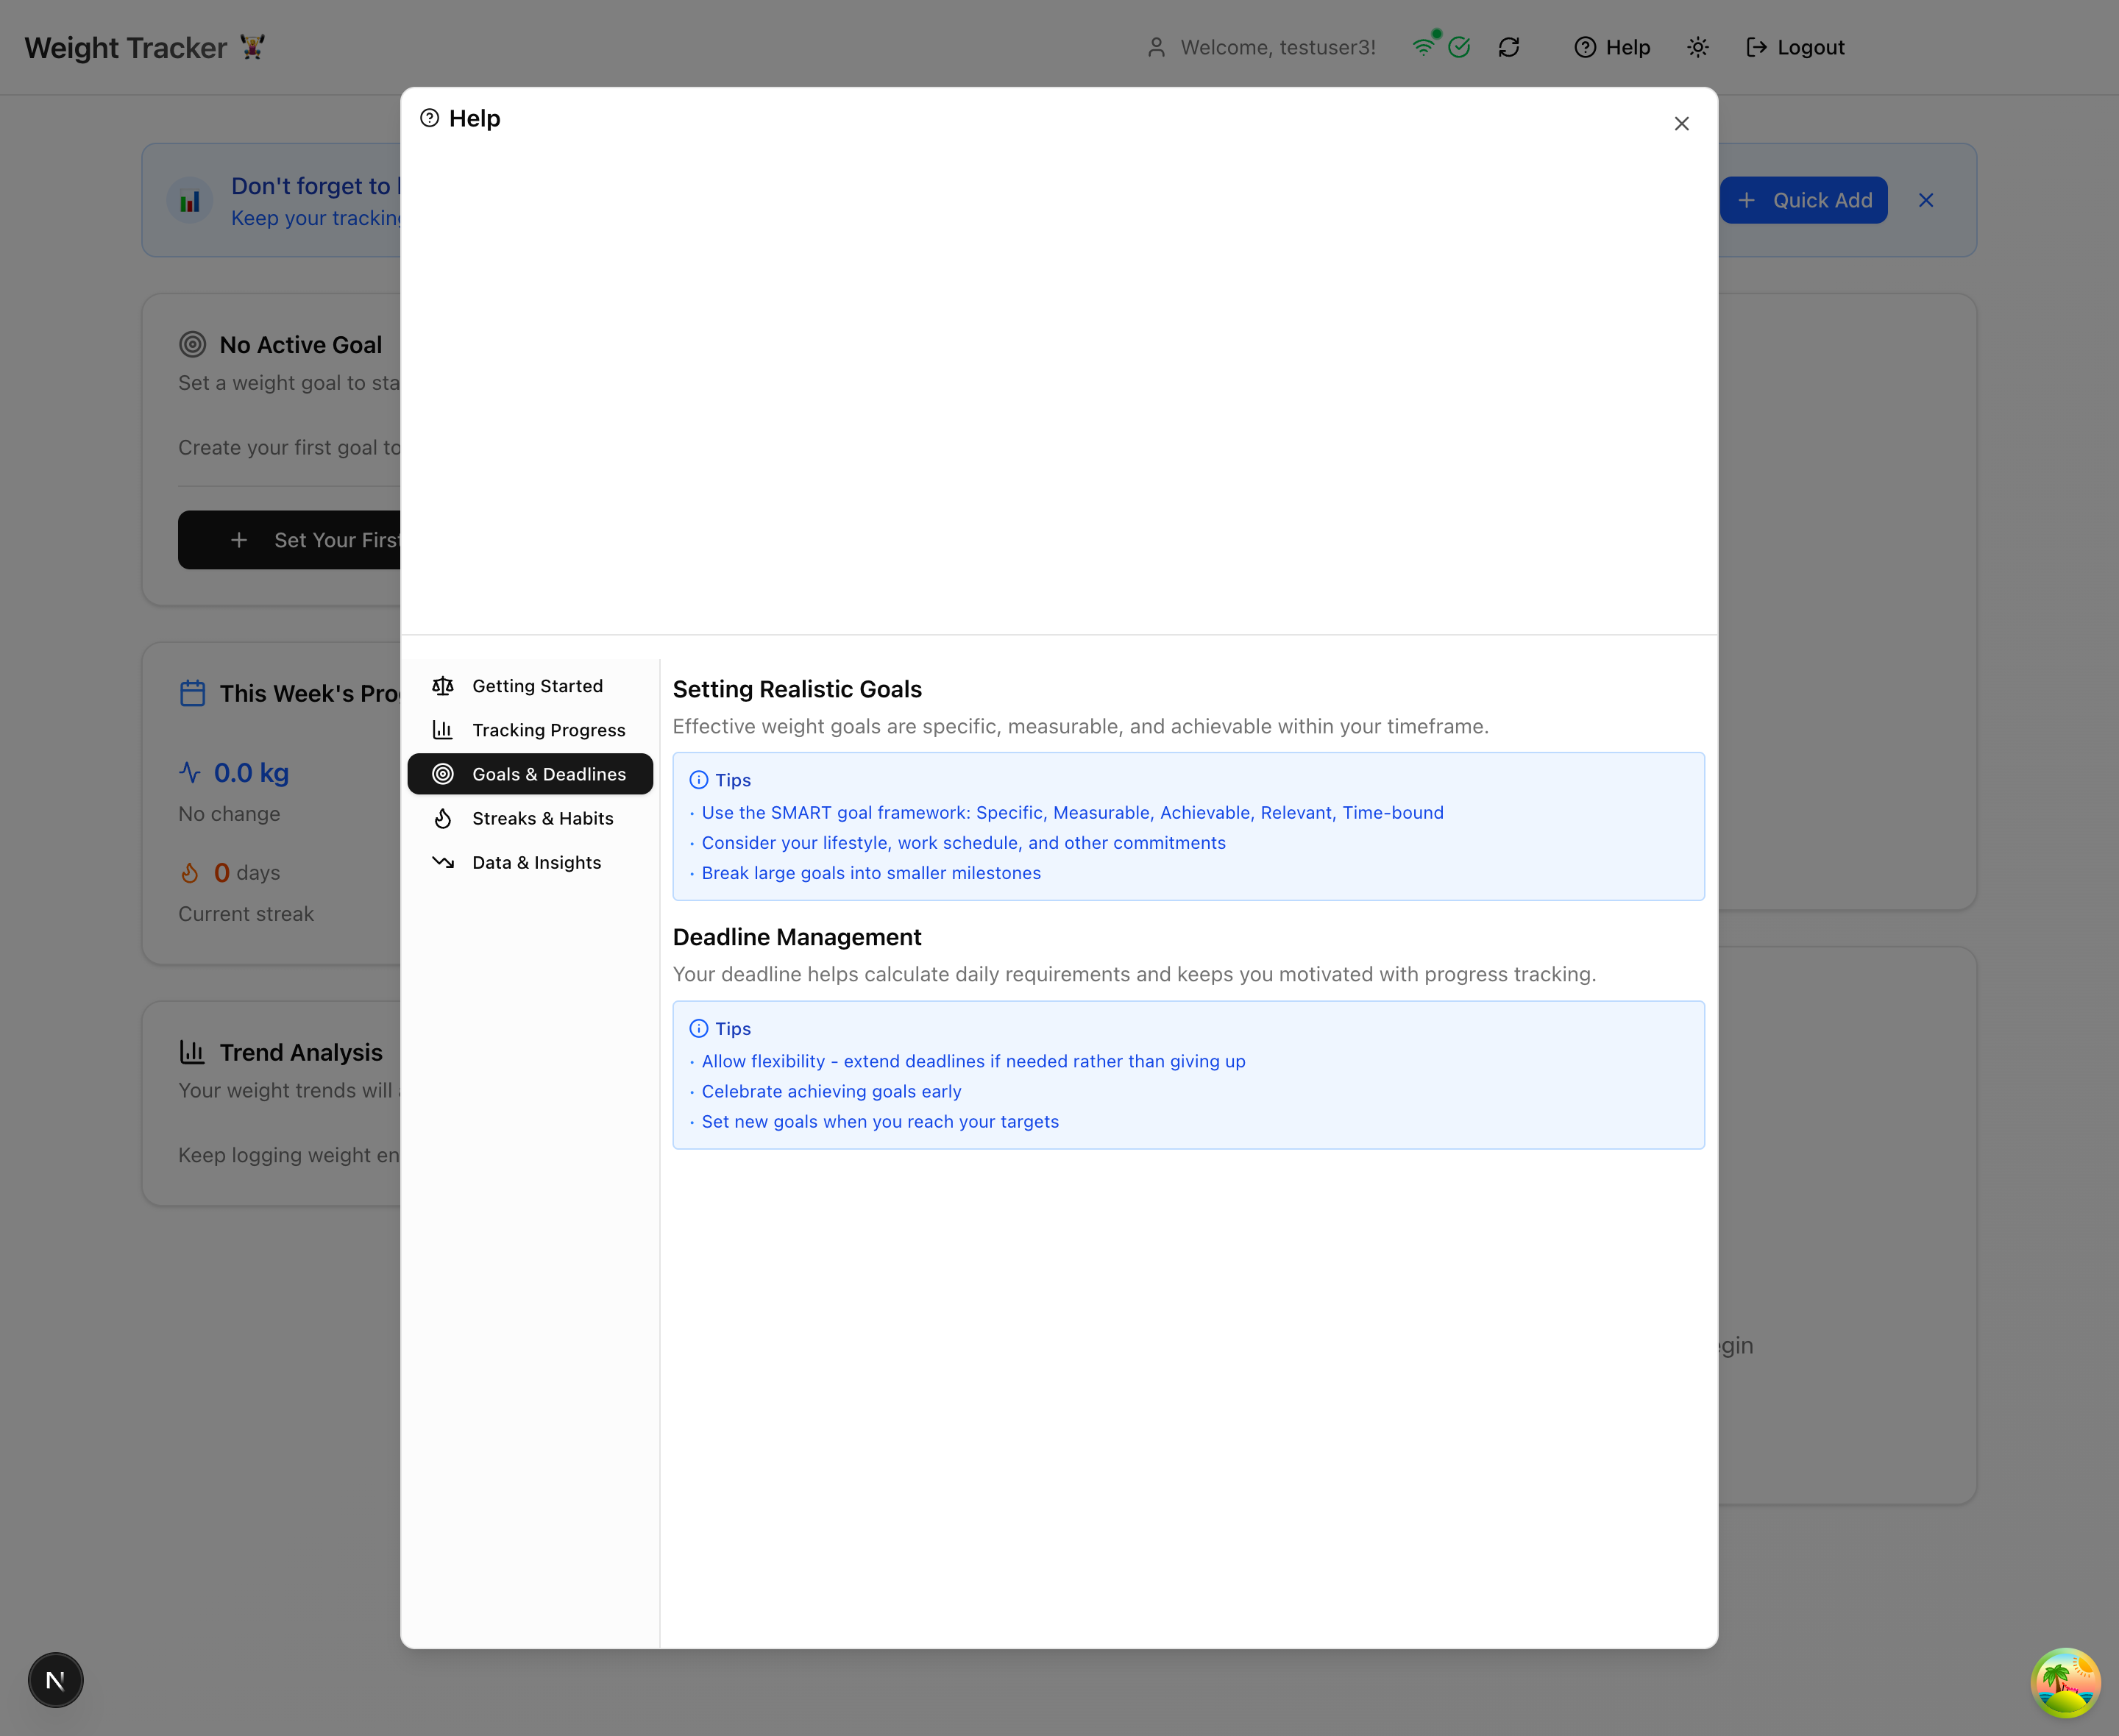 Weight Tracker
Welcome, testuser3!
Help
Logout
Help
Don't forget to
Keep your tracking
Quick Add
No Active Goal
Set a weight goal to sta
Create your first goal to
Set Your First
This Week's Pro
0.0 kg
No change
0 days
Current streak
Trend Analysis
Your weight trends will
Keep logging weight en
Getting Started
Tracking Progress
Goals & Deadlines
Streaks & Habits
Data & Insights
Setting Realistic Goals
Effective weight goals are specific, measurable, and achievable within your timeframe.
Tips
· Use the SMART goal framework: Specific, Measurable, Achievable, Relevant, Time-bound
· Consider your lifestyle, work schedule, and other commitments
· Break large goals into smaller milestones
Deadline Management
Your deadline helps calculate daily requirements and keeps you motivated with progress tracking.
Tips
· Allow flexibility - extend deadlines if needed rather than giving up
· Celebrate achieving goals early
· Set new goals when you reach your targets
egin
N